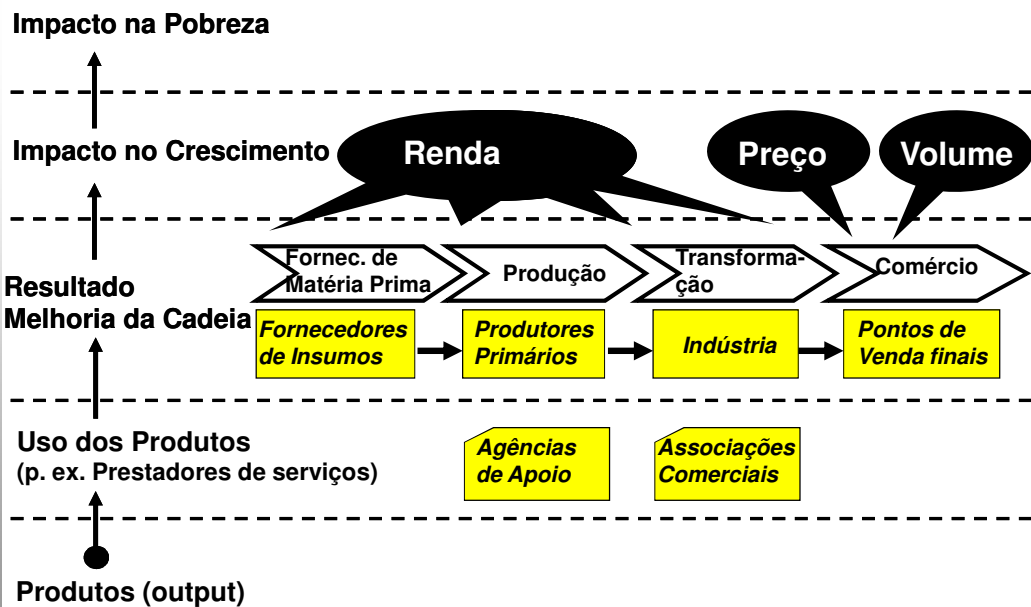 Impacto na Pobreza
Impacto no Crescimento
Renda
Preço
Volume
Resultado
Melhoria da Cadeia
Fornec. de
Matéria Prima
Produção
Transforma-
ção
Comércio
Fornecedores
de Insumos
Produtores
Primários
Indústria
Pontos de
Venda finais
Uso dos Produtos
(p. ex. Prestadores de serviços)
Agências
de Apoio
Associações
Comerciais
Produtos (output)